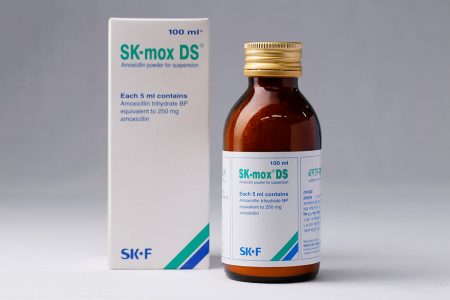 100 ml
SK-mox DS®
Amoxicillin powder for suspension
Each 5 ml contains
Amoxicillin trihydrate BP
equivalent to 250 mg
amoxicillin
SK+F
100 ml
SK-mox® DS
Amoxicillin powder for suspension
Each 5 ml contains
Amoxicillin trihydrate BP
equivalent to 250 mg
amoxicillin
SK+F